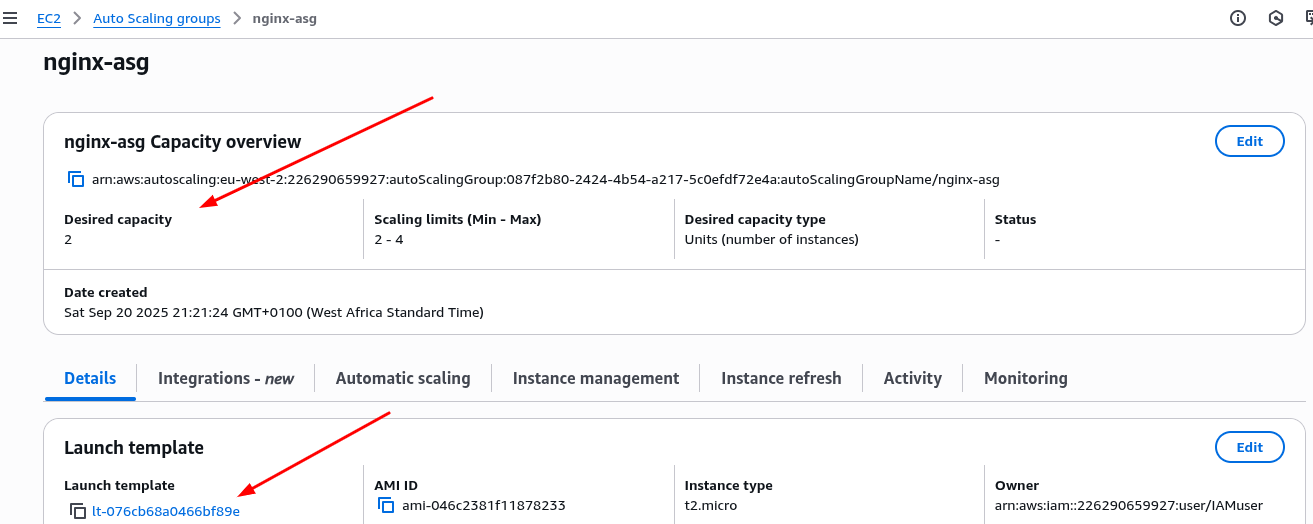 EC2 > Auto Scaling groups > nginx-asg
nginx-asg
nginx-asg Capacity overview
Edit
arn:aws:autoscaling:eu-west-2:226290659927:autoScalingGroup:087f2b80-2424-4b54-a217-5c0efdf72e4a:autoScalingGroupName/nginx-asg
Desired capacity
2
Scaling limits (Min - Max)
2 - 4
Desired capacity type
Units (number of instances)
Status
-
Date created
Sat Sep 20 2025 21:21:24 GMT+0100 (West Africa Standard Time)
Details Integrations - new Automatic scaling Instance management Instance refresh Activity Monitoring
Launch template
Edit
Launch template
lt-076cb68a0466bf89e
AMI ID
ami-046c2381f11878233
Instance type
t2.micro
Owner
arn:aws:iam::226290659927:user/IAMuser